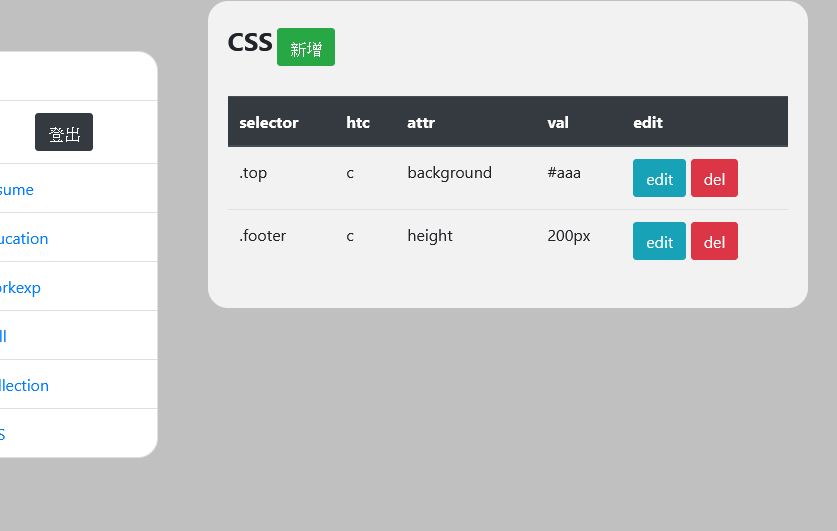 登出
sume
ucation
orkexp
ll
llection
S
CSS 新增
selector htc attr val edit
.top c background #aaa edit del
.footer c height 200px edit del